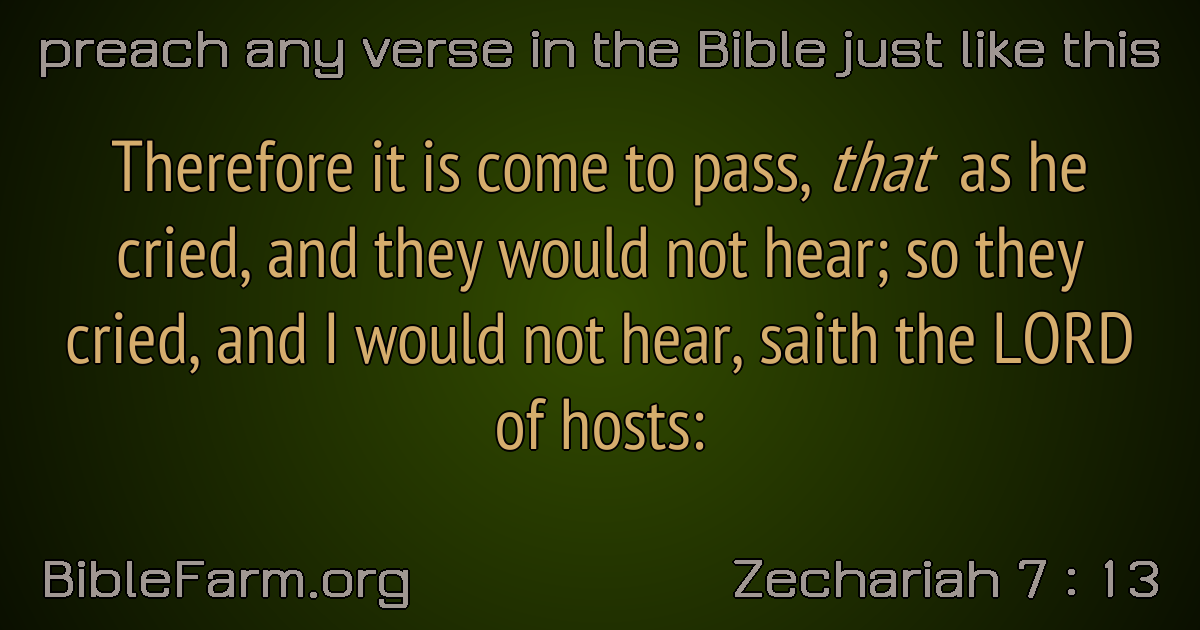 preach any verse in the Bible just like this
Therefore it is come to pass, that as he
cried, and they would not hear; so they
cried, and I would not hear, saith the LORD
of hosts:
BibleFarm.org
Zechariah 7 : 13